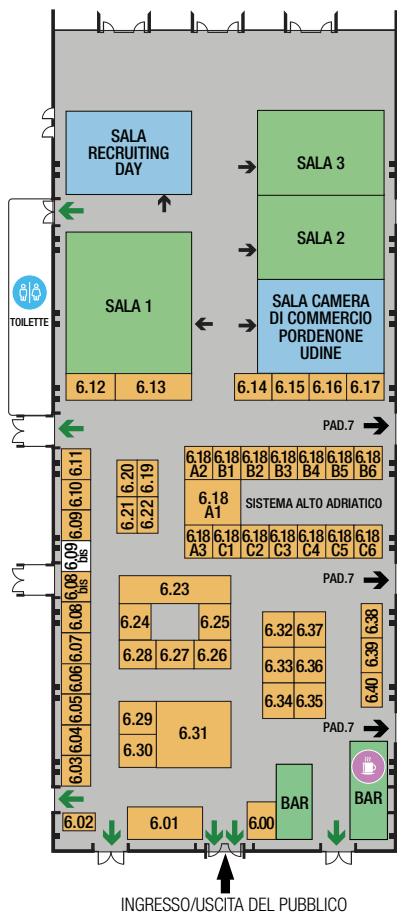 SALA
RECRUITING
DAY
SALA 3
SALA 2
SALA 1
TOILETTE
SALA CAMERA
DI COMMERCIO
PORDENONE
UDINE
6.12 6.13
6.14 6.15 6.16 6.17
PAD.7
6.11
6.10
6.09
6.09 bis
6.08 bis
6.08
6.07
6.06
6.05
6.04
6.03
6.20 6.19
6.21 6.22
6.18 A2 6.18 B1 6.18 B2 6.18 B3 6.18 B4 6.18 B5 6.18 B6
6.18
A1
SISTEMA ALTO ADRIATICO
6.18 A3 6.18 C1 6.18 C2 6.18 C3 6.18 C4 6.18 C5 6.18 C6
PAD.7
6.23
6.24 6.25
6.28 6.27 6.26
6.32 6.37
6.33 6.36
6.34 6.35
6.38
6.39
6.40
6.29
6.30
6.31
PAD.7
6.02
6.01
6.00
BAR
BAR
INGRESSO/USCITA DEL PUBBLICO